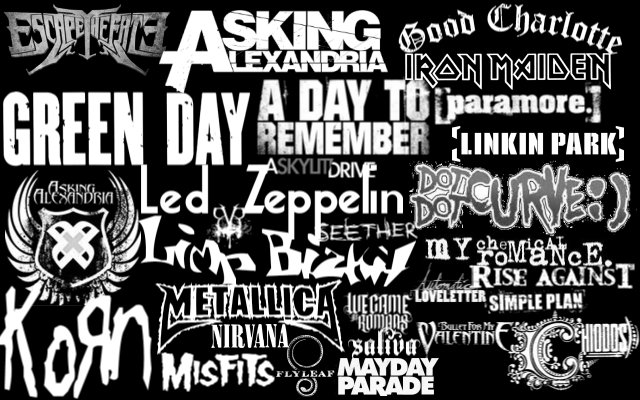 ESCAPE THE FATE
ASKING
ALEXANDRIA
Good Charlotte
IRON MAIDEN
GREEN DAY
A DAY TO
REMEMBER
[paramore.]
[LINKIN PARK]
A SKYLIT DRIVE
ASKING
ALEXANDRIA
Led Zeppelin
DOT DOT CURVE :)
SEETHER
Limp Bizkit
my chemical romance.
RISE AGAINST
Automatic
LOVELETTER
SIMPLE PLAN
KoRn
METALLICA
NIRVANA
WE CAME
AS ROMANS
saliva
BULLET FOR MY
VALENTINE
CHIODOS
MISFITS
FLYLEAF
MAYDAY
PARADE